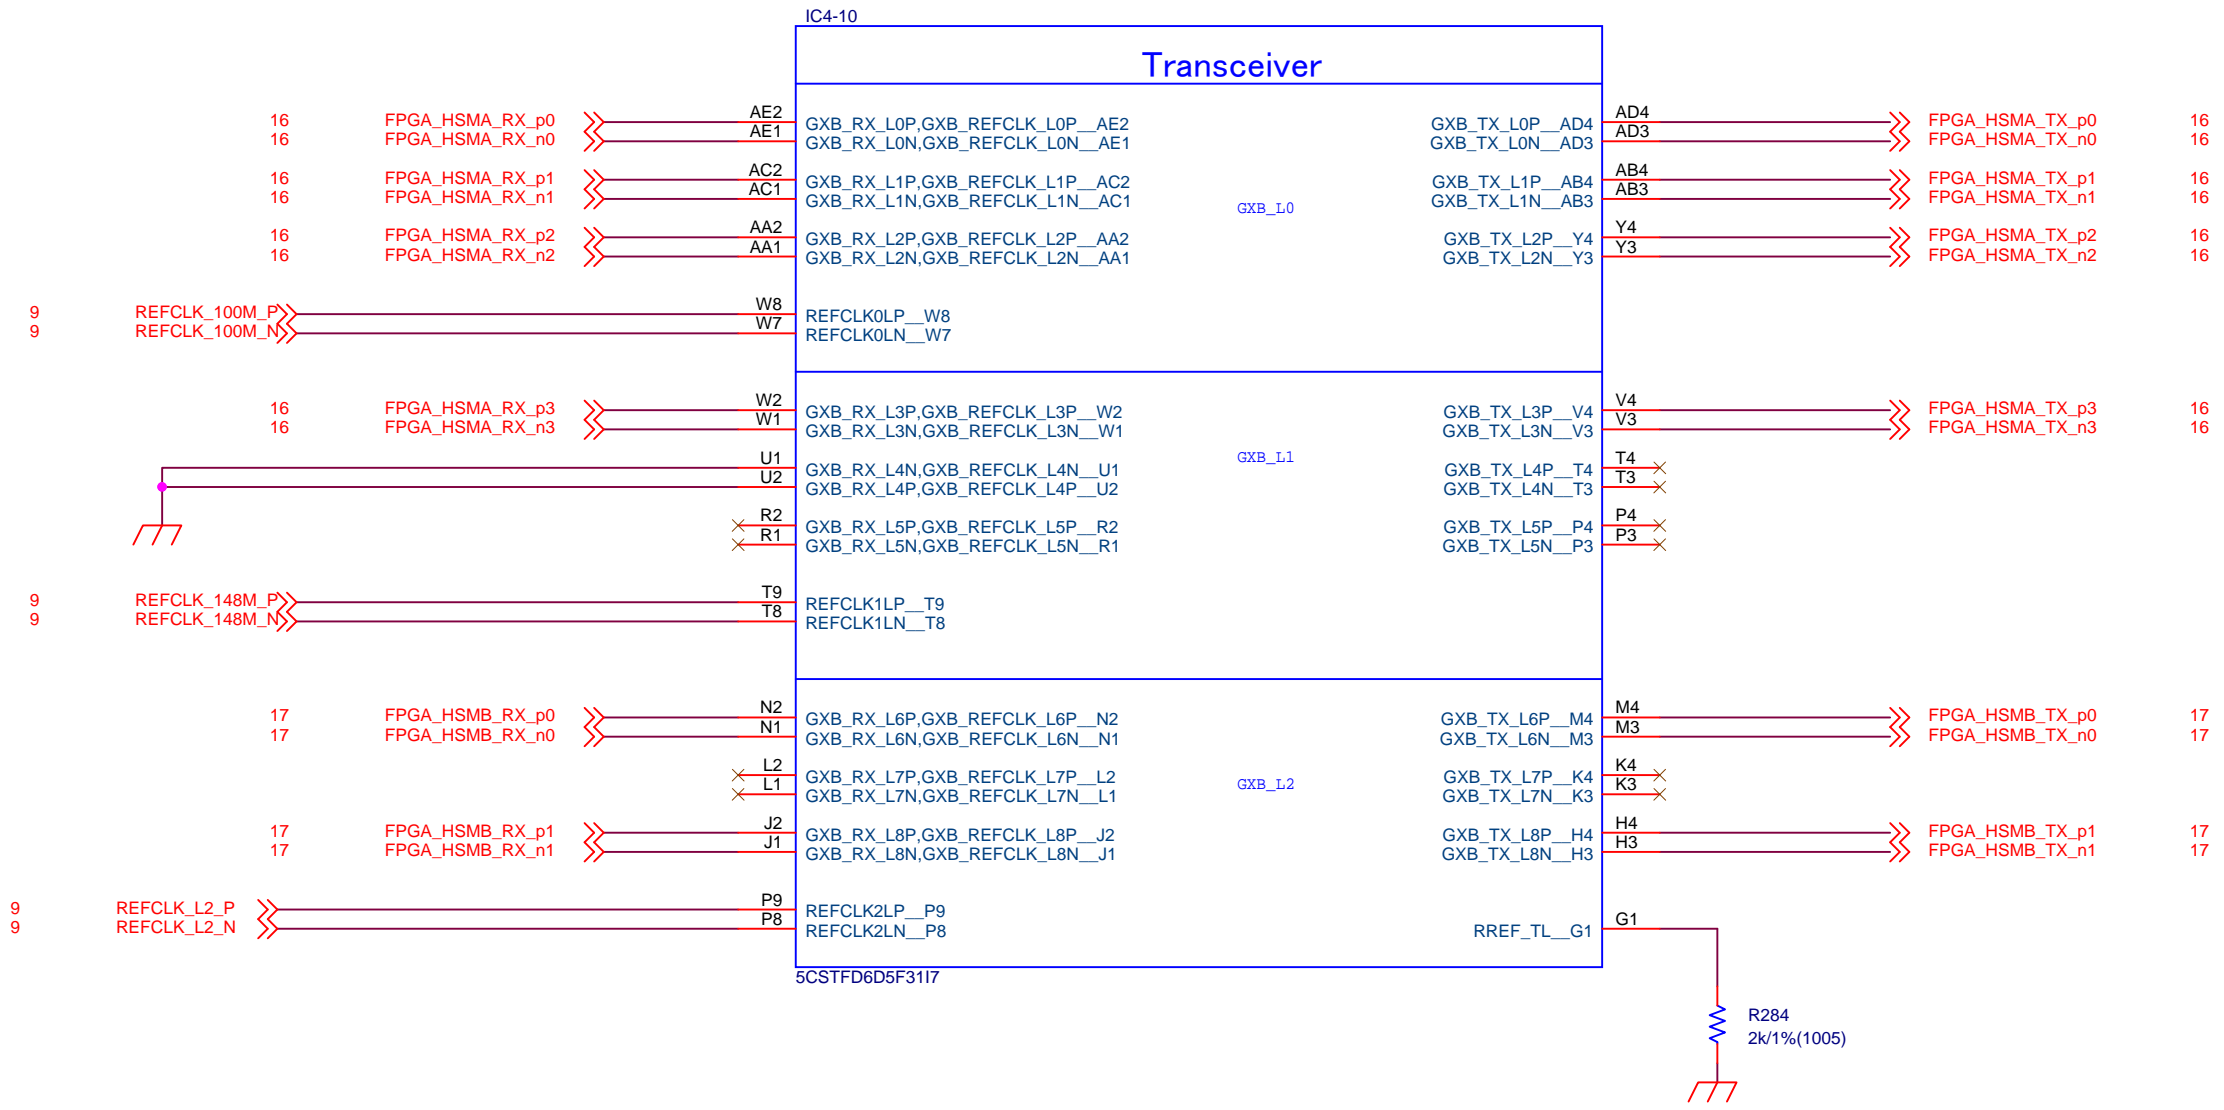 IC4-10
Transceiver
16 FPGA_HSMA_RX_p0 AE2 GXB_RX_L0P,GXB_REFCLK_L0P__AE2 GXB_TX_L0P__AD4 AD4 FPGA_HSMA_TX_p0 16
16 FPGA_HSMA_RX_n0 AE1 GXB_RX_L0N,GXB_REFCLK_L0N__AE1 GXB_TX_L0N__AD3 AD3 FPGA_HSMA_TX_n0 16
16 FPGA_HSMA_RX_p1 AC2 GXB_RX_L1P,GXB_REFCLK_L1P__AC2 GXB_TX_L1P__AB4 AB4 FPGA_HSMA_TX_p1 16
16 FPGA_HSMA_RX_n1 AC1 GXB_RX_L1N,GXB_REFCLK_L1N__AC1 GXB_TX_L1N__AB3 AB3 FPGA_HSMA_TX_n1 16
GXB_L0
16 FPGA_HSMA_RX_p2 AA2 GXB_RX_L2P,GXB_REFCLK_L2P__AA2 GXB_TX_L2P__Y4 Y4 FPGA_HSMA_TX_p2 16
16 FPGA_HSMA_RX_n2 AA1 GXB_RX_L2N,GXB_REFCLK_L2N__AA1 GXB_TX_L2N__Y3 Y3 FPGA_HSMA_TX_n2 16
9 REFCLK_100M_P W8 REFCLK0LP__W8
9 REFCLK_100M_N W7 REFCLK0LN__W7
16 FPGA_HSMA_RX_p3 W2 GXB_RX_L3P,GXB_REFCLK_L3P__W2 GXB_TX_L3P__V4 V4 FPGA_HSMA_TX_p3 16
16 FPGA_HSMA_RX_n3 W1 GXB_RX_L3N,GXB_REFCLK_L3N__W1 GXB_TX_L3N__V3 V3 FPGA_HSMA_TX_n3 16
GXB_L1
U1 GXB_RX_L4N,GXB_REFCLK_L4N__U1 GXB_TX_L4P__T4 T4
U2 GXB_RX_L4P,GXB_REFCLK_L4P__U2 GXB_TX_L4N__T3 T3
R2 GXB_RX_L5P,GXB_REFCLK_L5P__R2 GXB_TX_L5P__P4 P4
R1 GXB_RX_L5N,GXB_REFCLK_L5N__R1 GXB_TX_L5N__P3 P3
9 REFCLK_148M_P T9 REFCLK1LP__T9
9 REFCLK_148M_N T8 REFCLK1LN__T8
17 FPGA_HSMB_RX_p0 N2 GXB_RX_L6P,GXB_REFCLK_L6P__N2 GXB_TX_L6P__M4 M4 FPGA_HSMB_TX_p0 17
17 FPGA_HSMB_RX_n0 N1 GXB_RX_L6N,GXB_REFCLK_L6N__N1 GXB_TX_L6N__M3 M3 FPGA_HSMB_TX_n0 17
L2 GXB_RX_L7P,GXB_REFCLK_L7P__L2 GXB_TX_L7P__K4 K4
GXB_L2
L1 GXB_RX_L7N,GXB_REFCLK_L7N__L1 GXB_TX_L7N__K3 K3
17 FPGA_HSMB_RX_p1 J2 GXB_RX_L8P,GXB_REFCLK_L8P__J2 GXB_TX_L8P__H4 H4 FPGA_HSMB_TX_p1 17
17 FPGA_HSMB_RX_n1 J1 GXB_RX_L8N,GXB_REFCLK_L8N__J1 GXB_TX_L8N__H3 H3 FPGA_HSMB_TX_n1 17
9 REFCLK_L2_P P9 REFCLK2LP__P9
9 REFCLK_L2_N P8 REFCLK2LN__P8 RREF_TL__G1 G1
5CSTFD6D5F31I7
R284
2k/1%(1005)